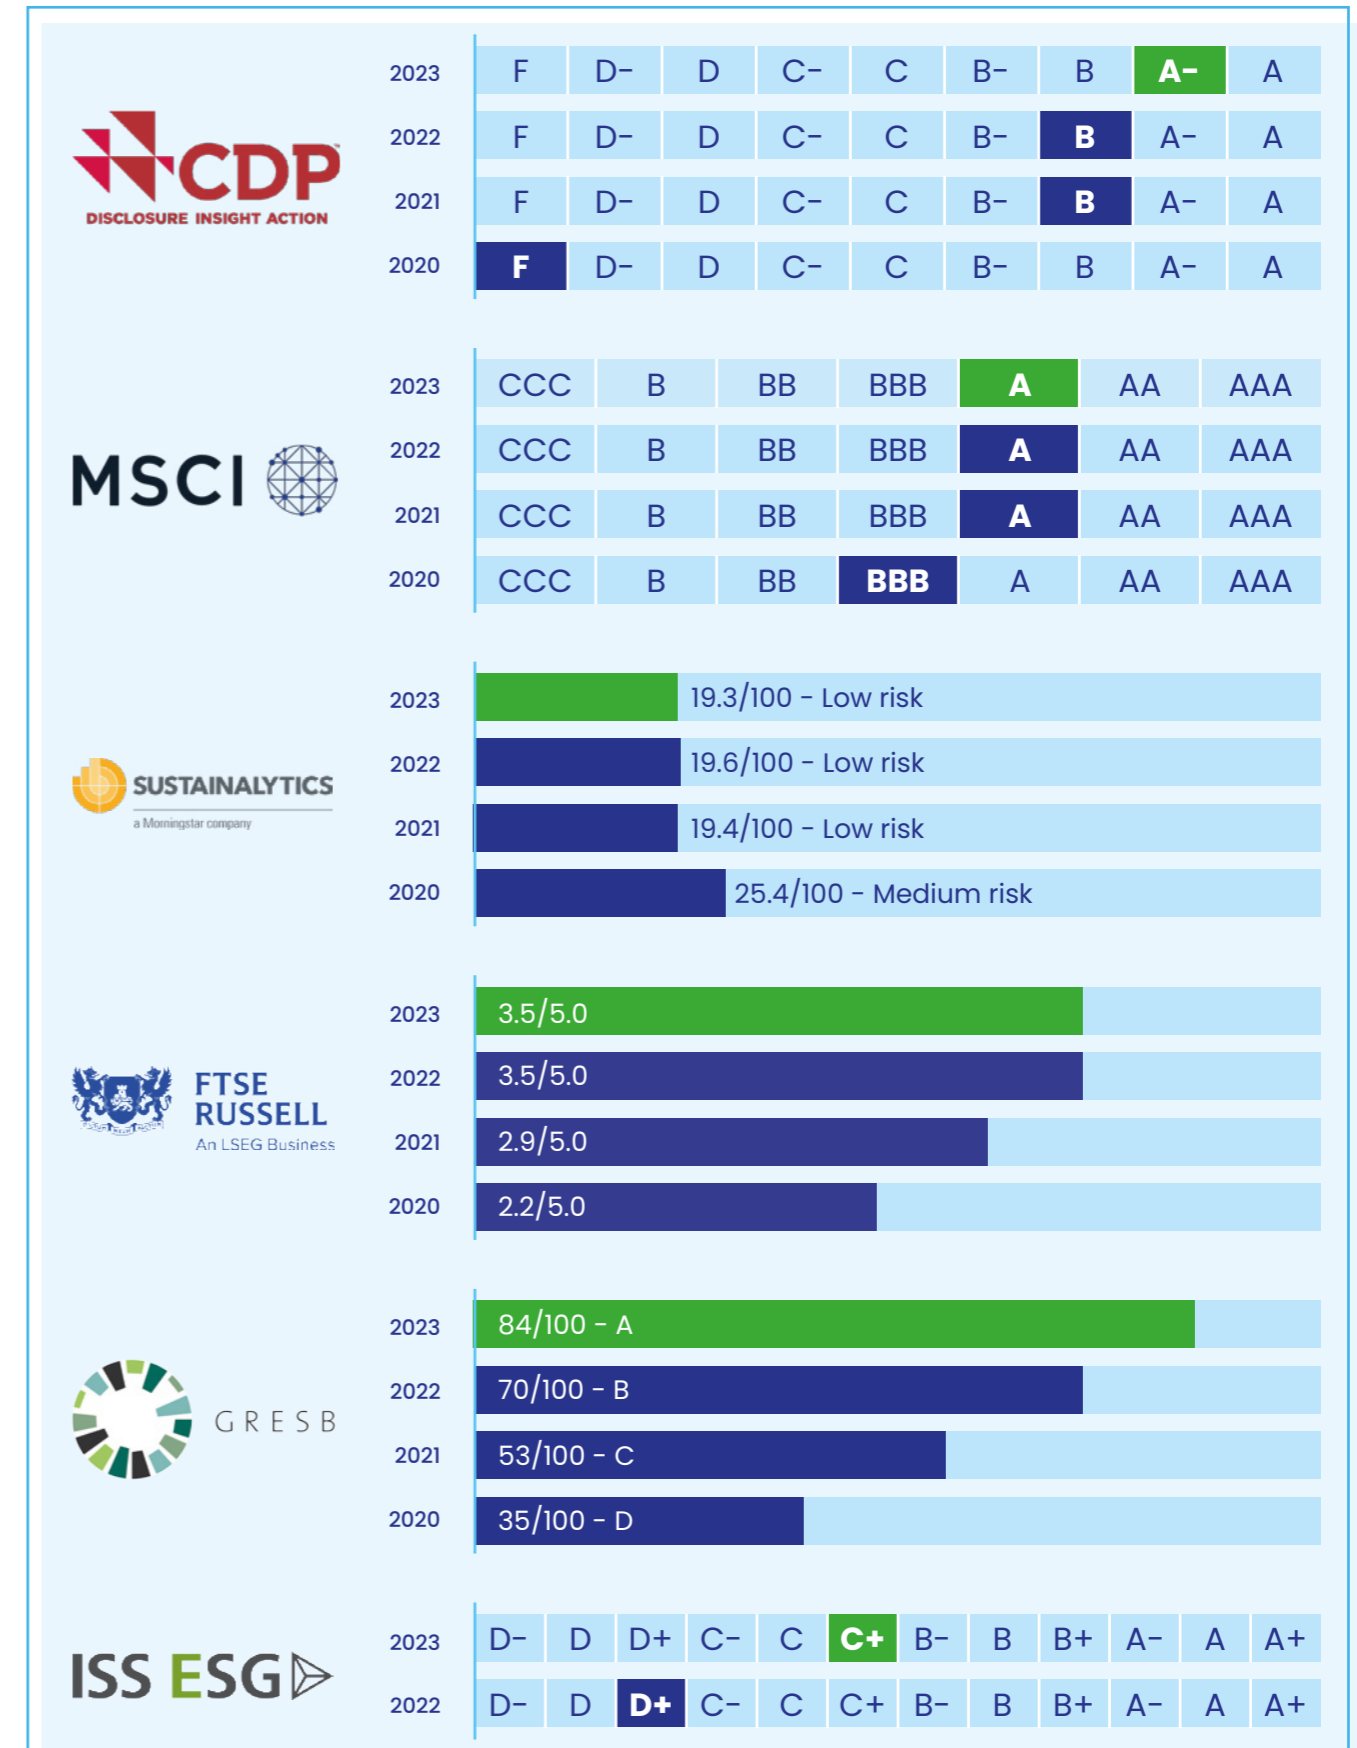 2023 F D- D C- C B- B A- A
2022 F D- D C- C B- B A- A
CDP
DISCLOSURE INSIGHT ACTION
2021 F D- D C- C B- B A- A
2020 F D- D C- C B- B A- A
2023 CCC B BB BBB A AA AAA
2022 CCC B BB BBB A AA AAA
MSCI
2021 CCC B BB BBB A AA AAA
2020 CCC B BB BBB A AA AAA
2023 19.3/100 - Low risk
2022 19.6/100 - Low risk
SUSTAINALYTICS
a Morningstar company
2021 19.4/100 - Low risk
2020 25.4/100 - Medium risk
2023 3.5/5.0
2022 3.5/5.0
FTSE
RUSSELL
An LSEG Business
2021 2.9/5.0
2020 2.2/5.0
2023 84/100 - A
2022 70/100 - B
GRESB
2021 53/100 - C
2020 35/100 - D
2023 D- D D+ C- C C+ B- B B+ A- A A+
ISS ESG
2022 D- D D+ C- C C+ B- B B+ A- A A+